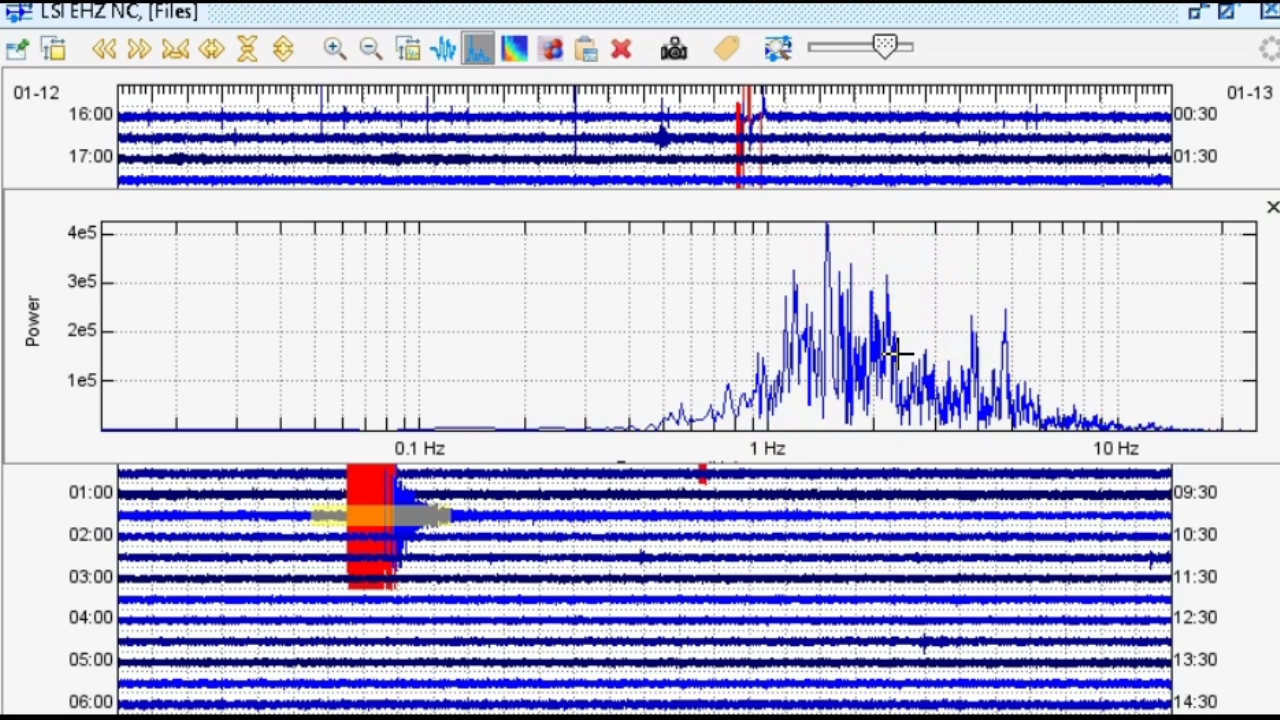 LSI EHZ NC, [Files]
01-12
01-13
16:00
00:30
17:00
01:30
4e5
3e5
2e5
1e5
Power
0.1 Hz
1 Hz
10 Hz
01:00
09:30
02:00
10:30
03:00
11:30
04:00
12:30
05:00
13:30
06:00
14:30